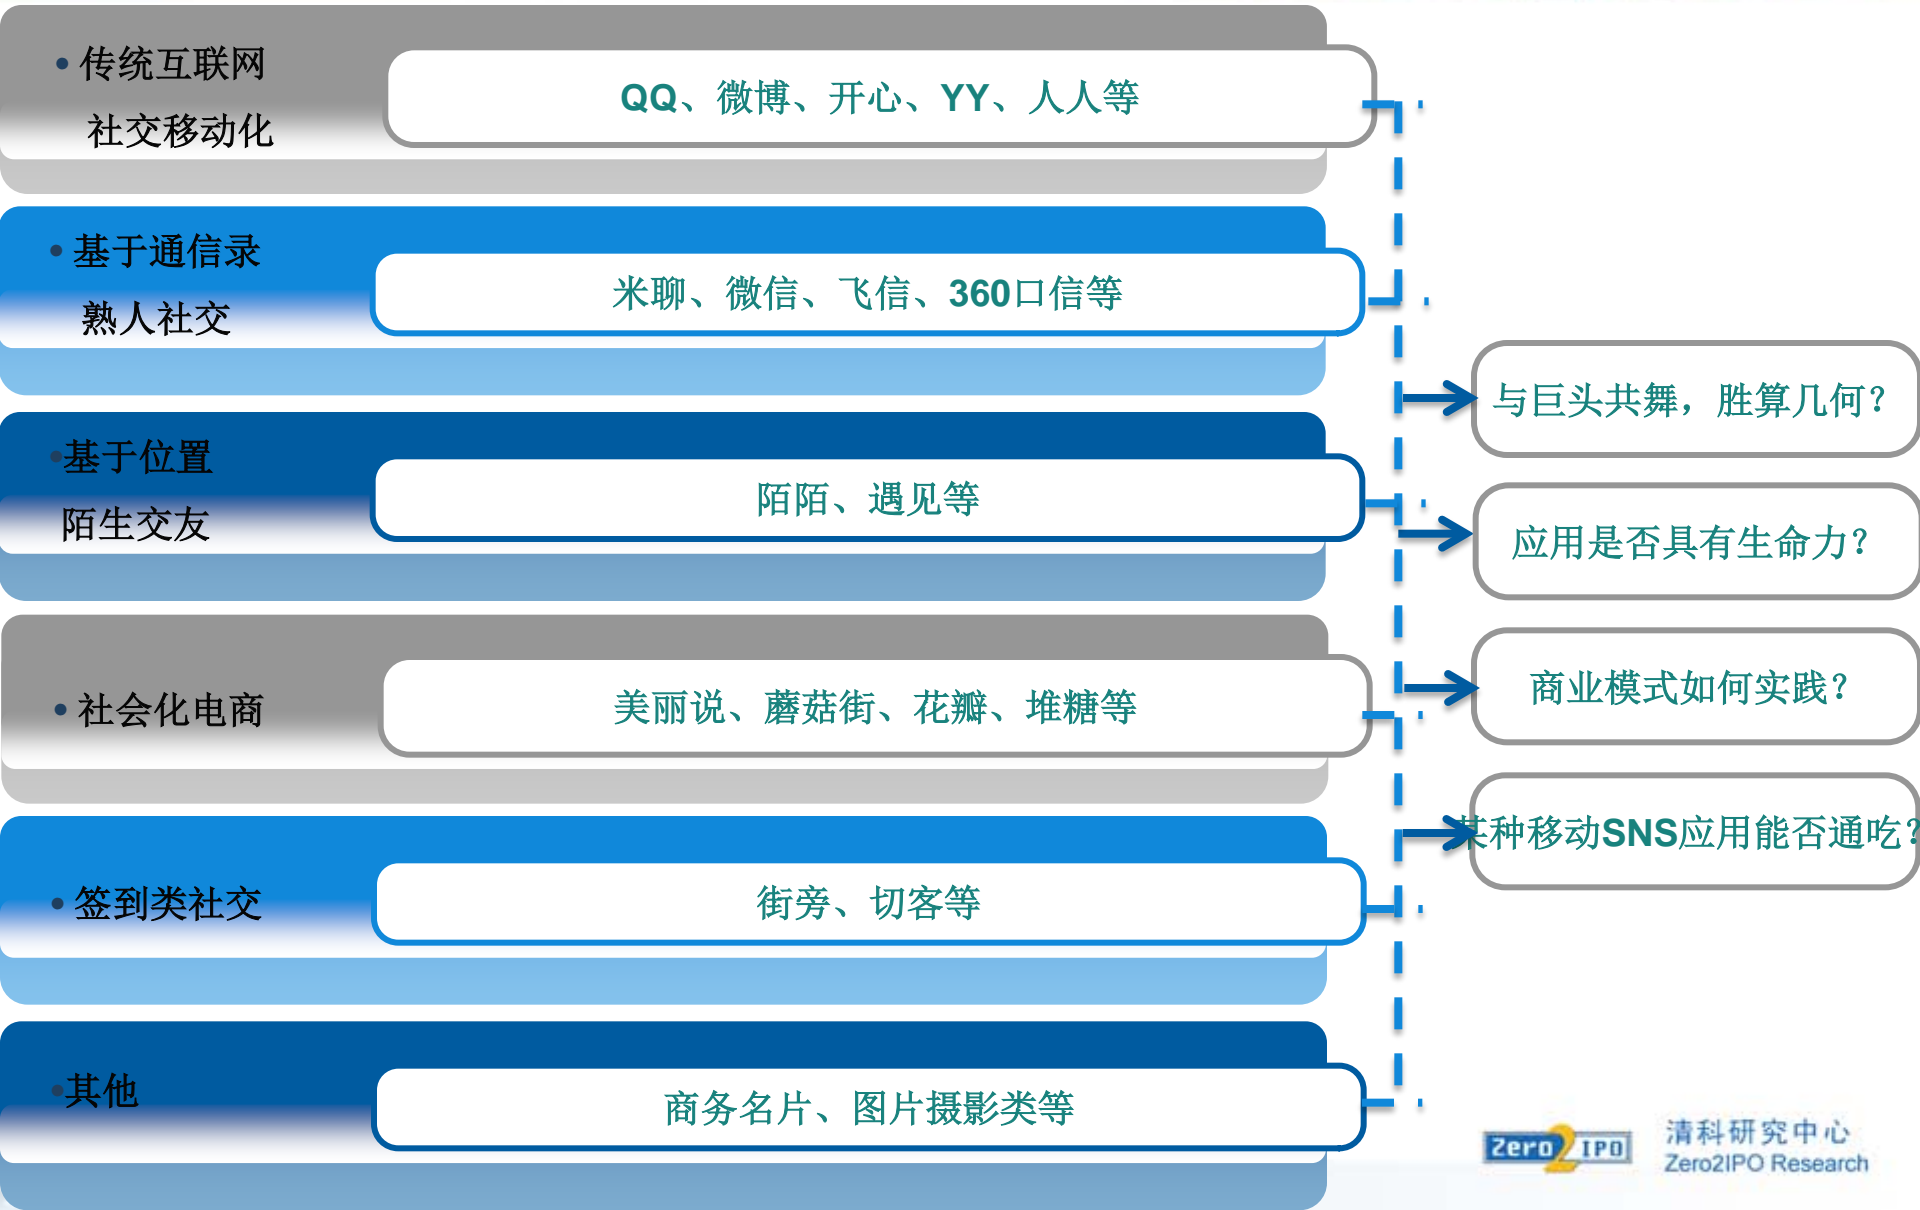 • 传统互联网
社交移动化
QQ、微博、开心、YY、人人等
• 基于通信录
熟人社交
米聊、微信、飞信、360口信等
•基于位置
陌生交友
陌陌、遇见等
• 社会化电商
美丽说、蘑菇街、花瓣、堆糖等
• 签到类社交
街旁、切客等
•其他
商务名片、图片摄影类等
与巨头共舞，胜算几何？
应用是否具有生命力？
商业模式如何实践？
某种移动SNS应用能否通吃？
Zero2IPO
清科研究中心
Zero2IPO Research